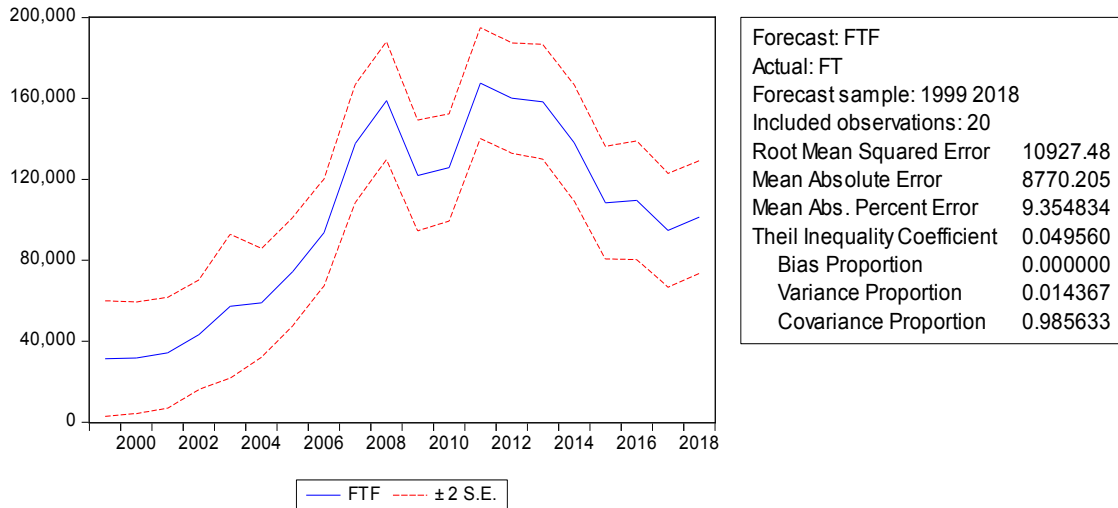 200,000
160,000
120,000
80,000
40,000
0
2000 2002 2004 2006 2008 2010 2012 2014 2016 2018
FTF ± 2 S.E.
Forecast: FTF
Actual: FT
Forecast sample: 1999 2018
Included observations: 20
Root Mean Squared Error 10927.48
Mean Absolute Error 8770.205
Mean Abs. Percent Error 9.354834
Theil Inequality Coefficient 0.049560
Bias Proportion 0.000000
Variance Proportion 0.014367
Covariance Proportion 0.985633